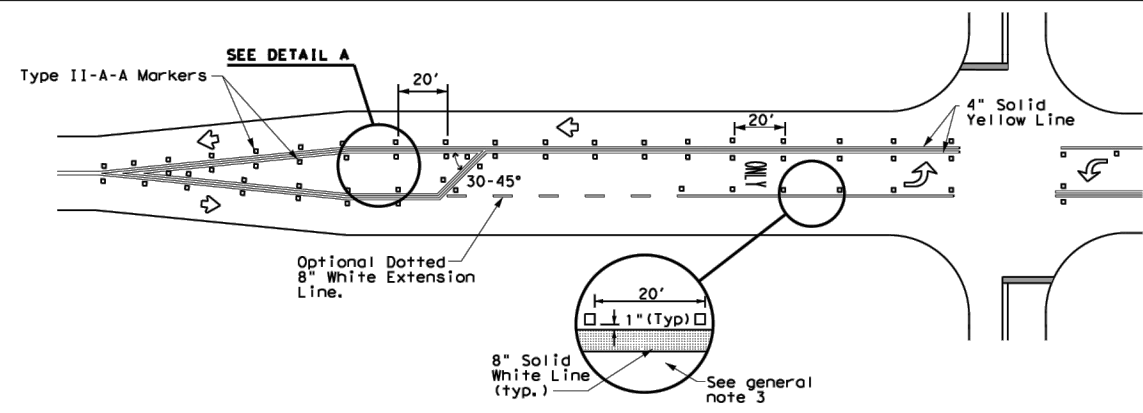 SEE DETAIL A
Type II-A-A Markers
20'
20'
4" Solid
Yellow Line
ONLY
30-45°
Optional Dotted
8" White Extension
Line.
20'
1"(Typ)
8" Solid
White Line
(typ.)
See general
note 3